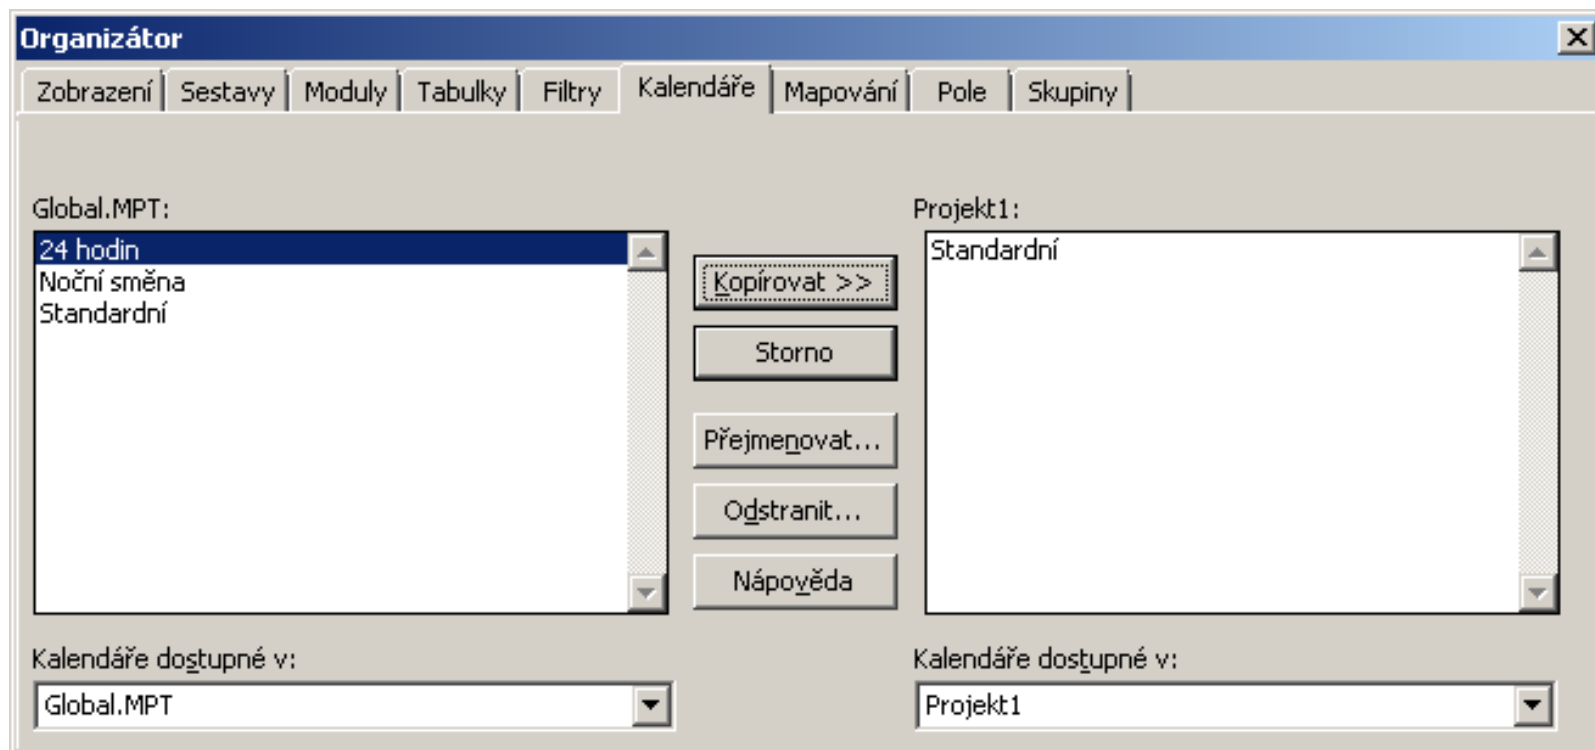 Organizátor
Zobrazení Sestavy Moduly Tabulky Filtry Kalendáře Mapování Pole Skupiny
Global.MPT:
24 hodin
Noční směna
Standardní
Kopírovat >>
Storno
Přejmenovat...
Odstranit...
Nápověda
Projekt1:
Standardní
Kalendáře dostupné v:
Global.MPT
Kalendáře dostupné v:
Projekt1